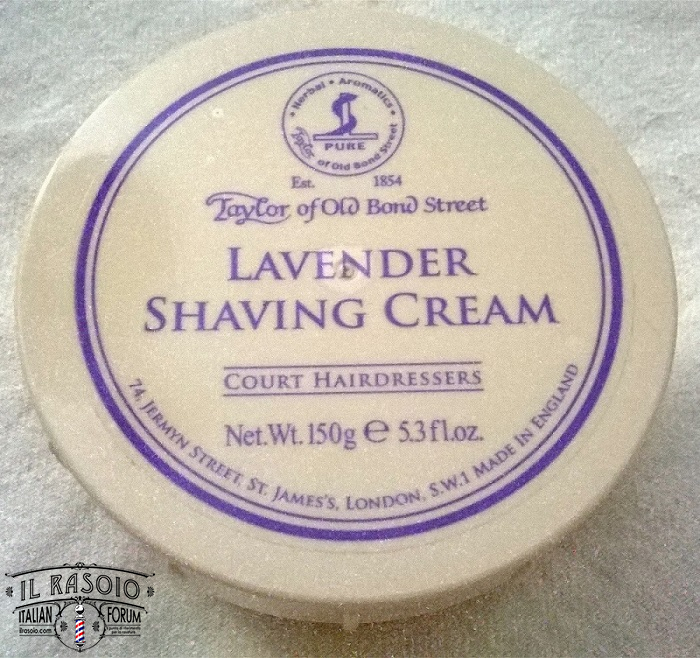 Herbal • Aromatics
PURE
Taylor of Old Bond Street
Est. 1854
Taylor of Old Bond Street
LAVENDER
SHAVING CREAM
COURT HAIRDRESSERS
Net.Wt. 150g ℮ 5.3fl.oz.
74, JERMYN STREET, ST. JAMES'S, LONDON, S.W.1 MADE IN ENGLAND
IL RASOIO
ITALIAN FORUM
ilrasoio.com